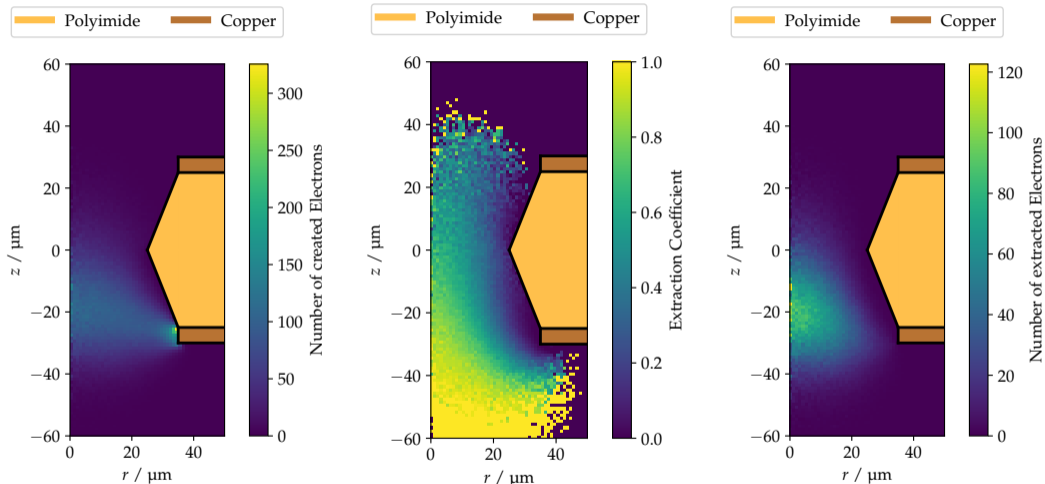 Polyimide Copper
60
40
20
0
−20
−40
−60
z / µm
0 20 40
r / µm
300
250
200
150
100
50
0
Number of created Electrons
Polyimide Copper
60
40
20
0
−20
−40
−60
z / µm
0 20 40
r / µm
1.0
0.8
0.6
0.4
0.2
0.0
Extraction Coefficient
Polyimide Copper
60
40
20
0
−20
−40
−60
z / µm
0 20 40
r / µm
120
100
80
60
40
20
0
Number of extracted Electrons